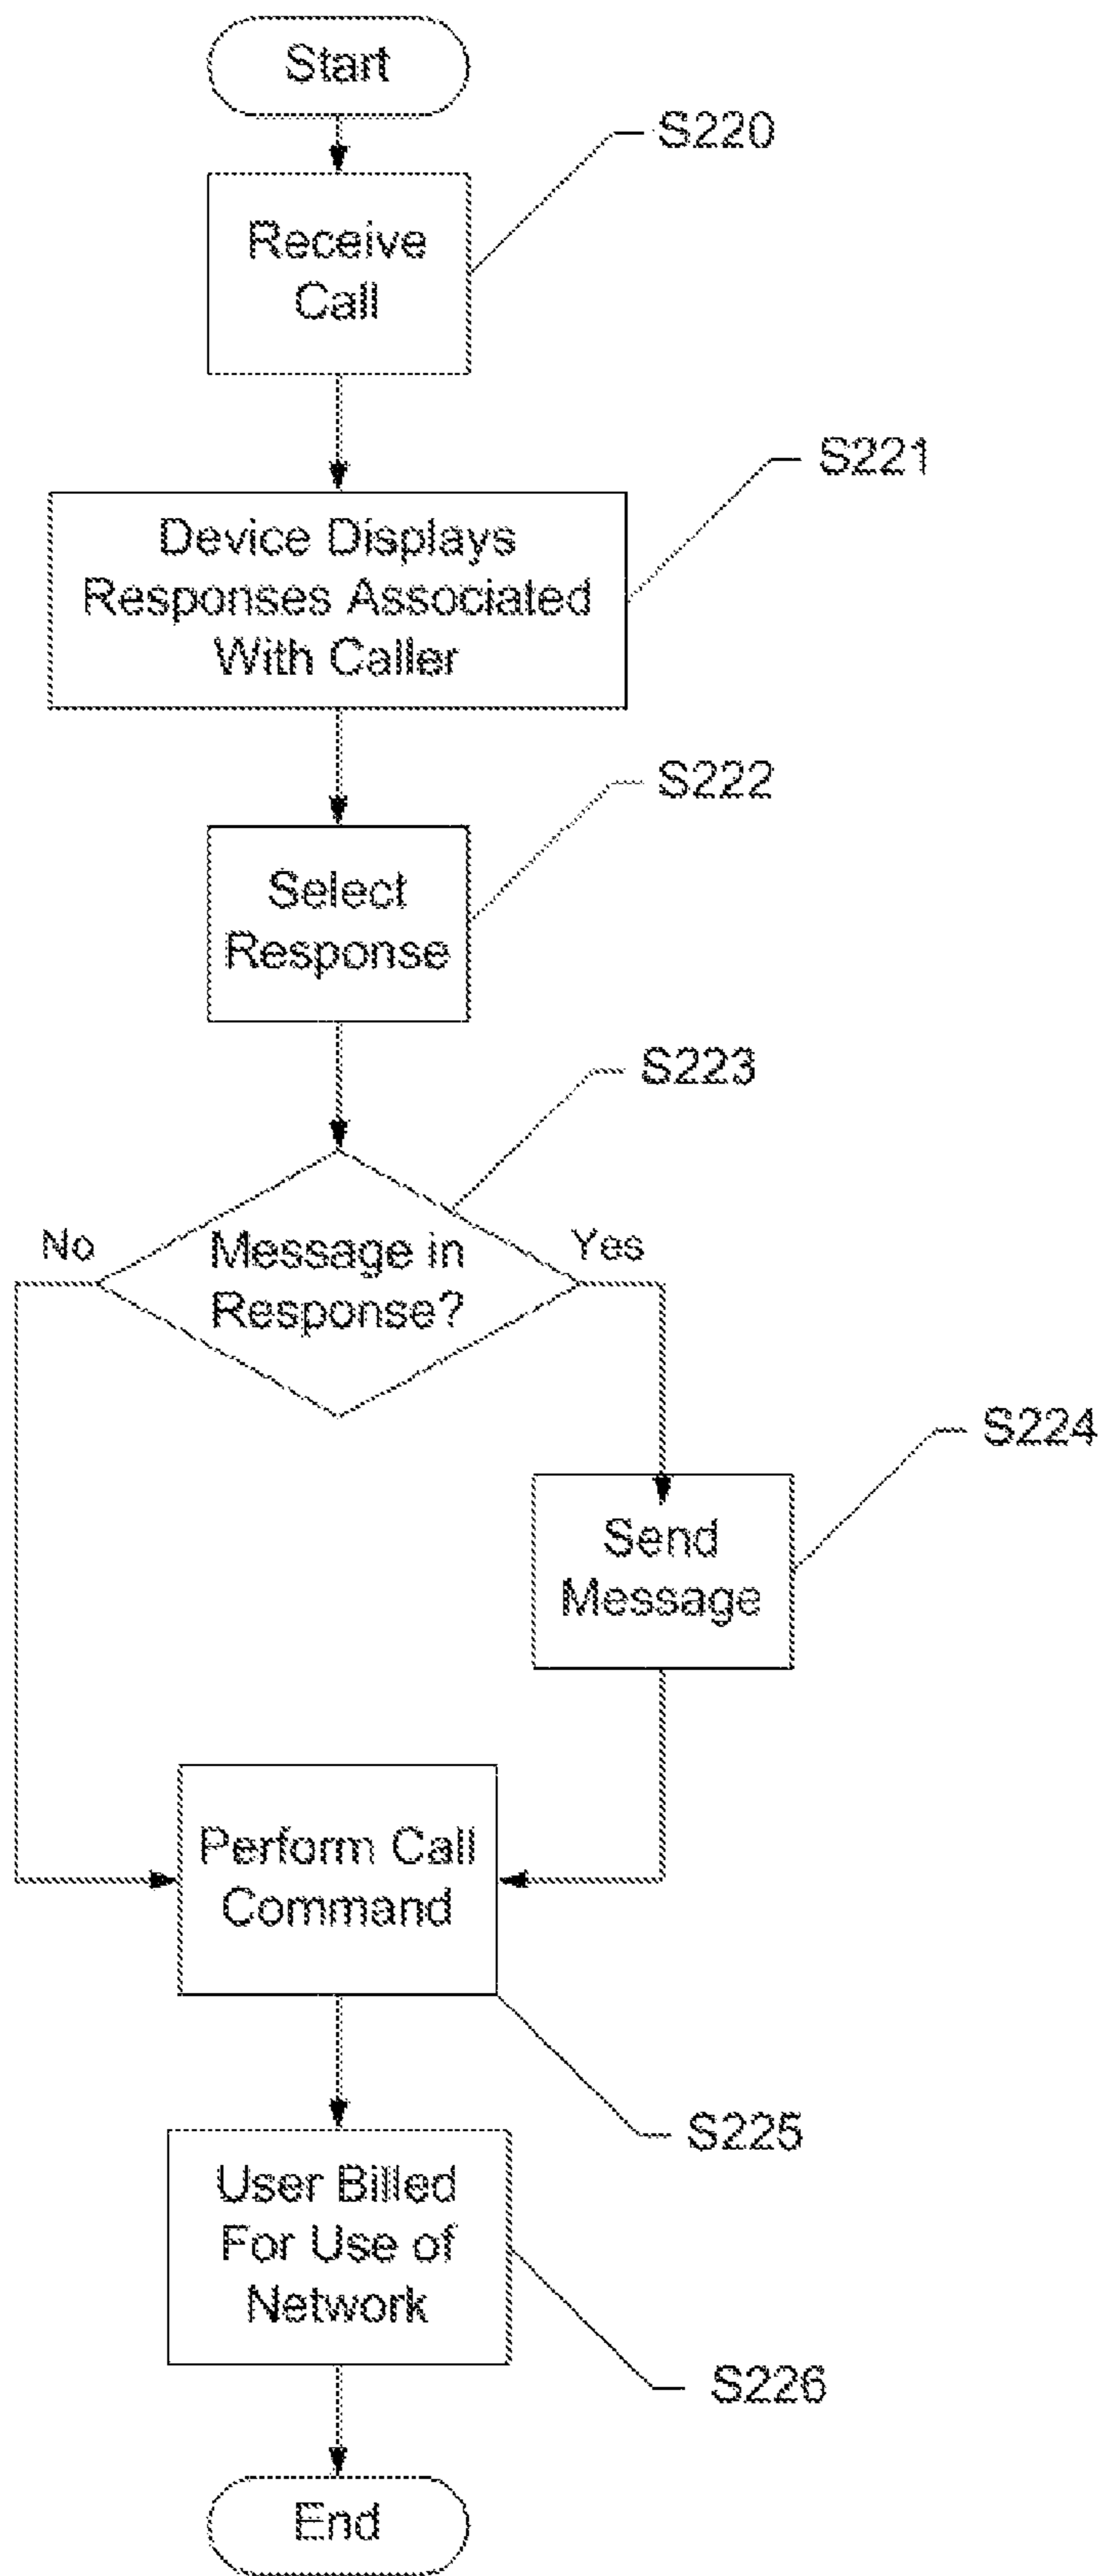 Start
S220
Receive
Call
S221
Device Displays
Responses Associated
With Caller
S222
Select
Response
S223
No
Message in
Response?
Yes
S224
Send
Message
Perform Call
Command
S225
User Billed
For Use of
Network
S226
End